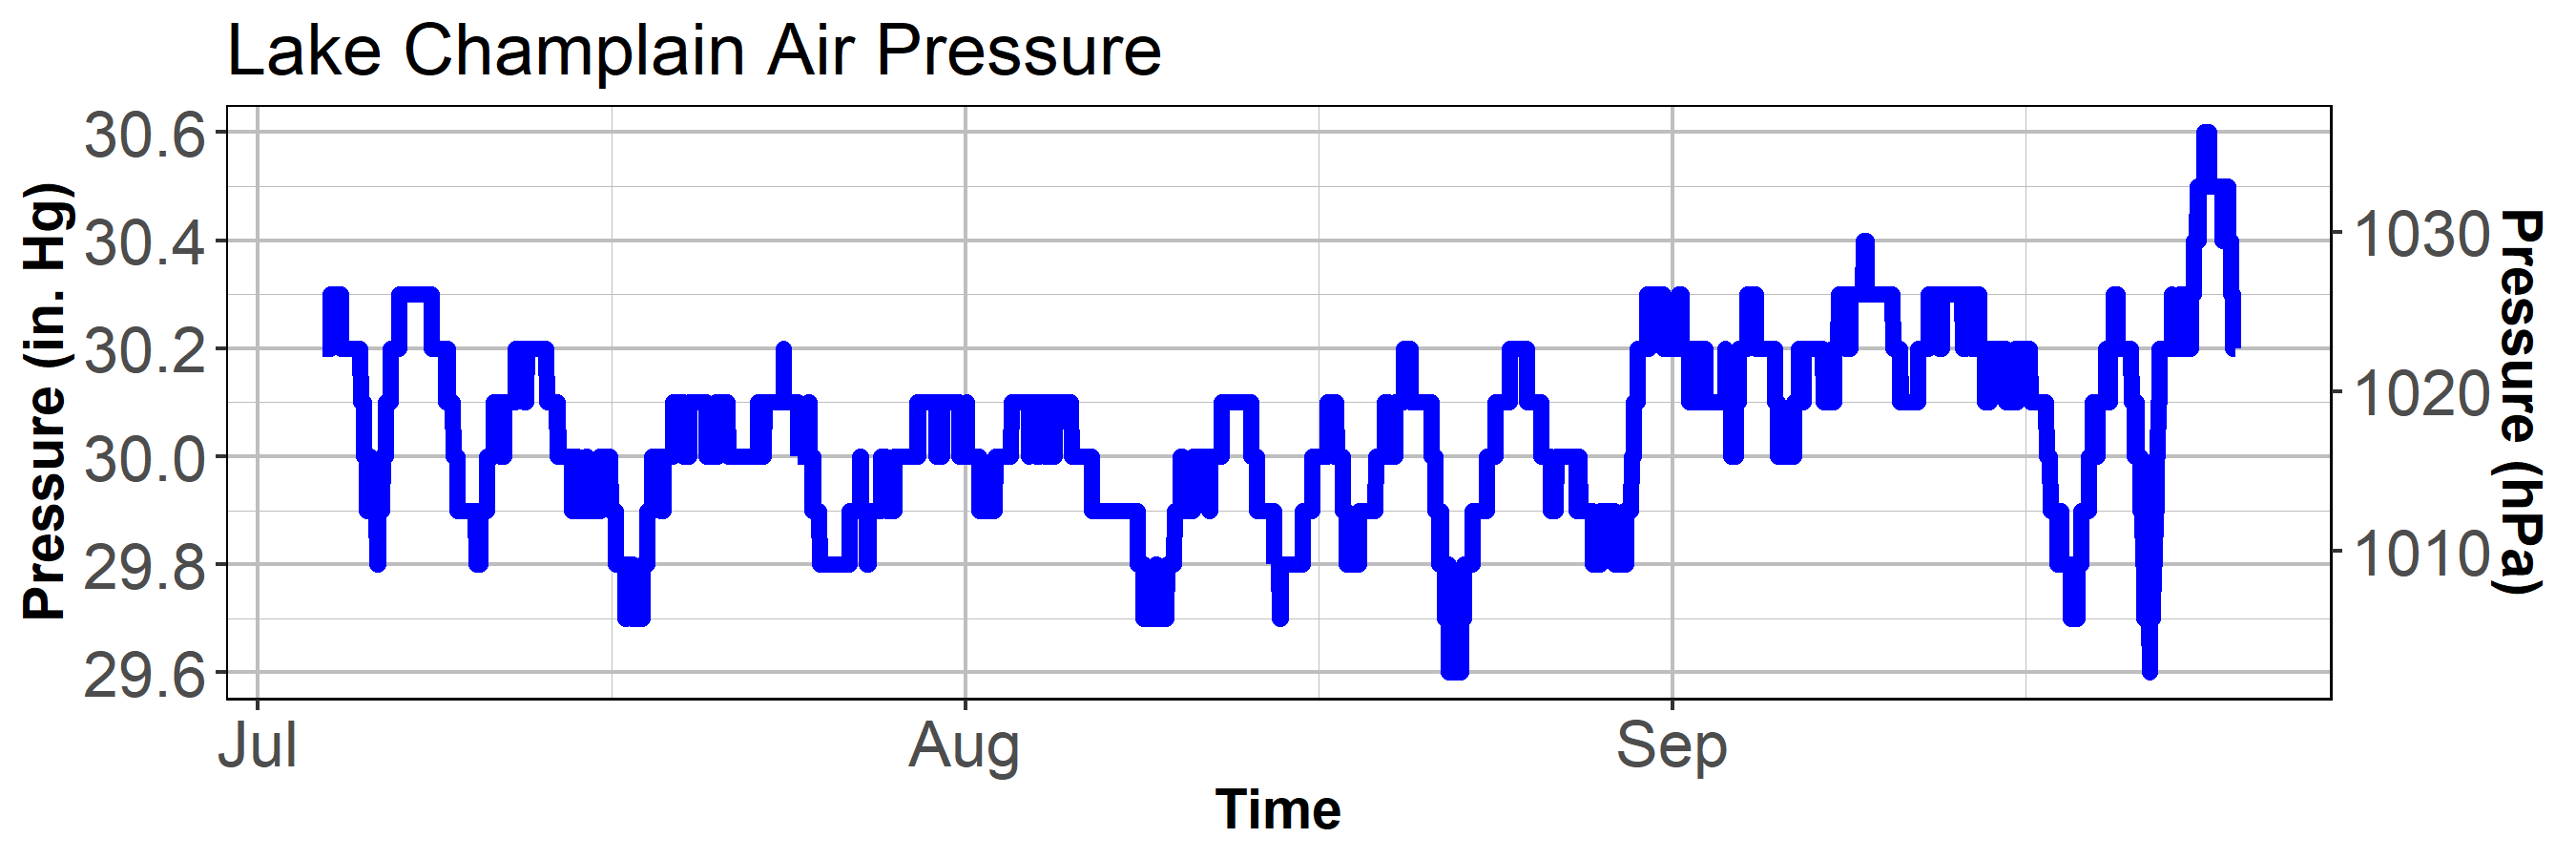 Lake Champlain Air Pressure
Pressure (in. Hg)
30.6
30.4
30.2
30.0
29.8
29.6
1030
1020
1010
Pressure (hPa)
Jul
Aug
Sep
Time